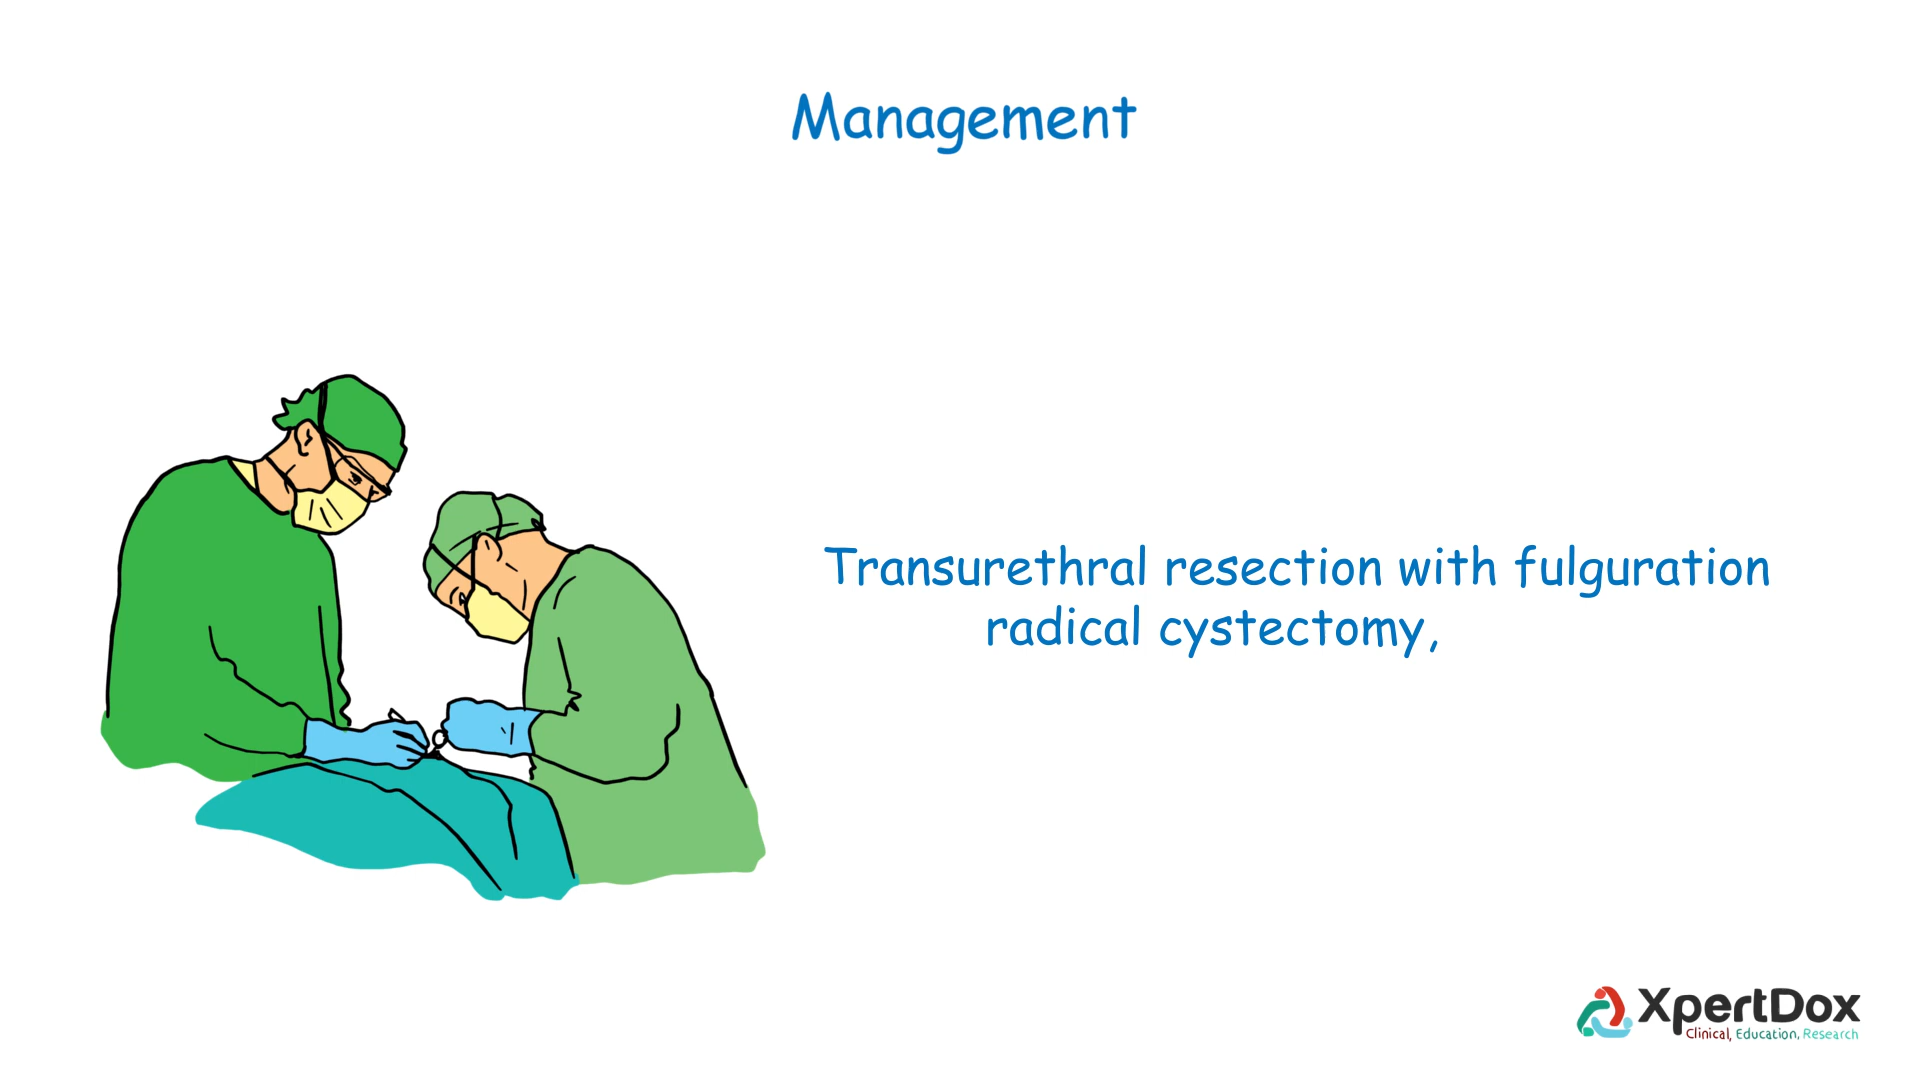 Management
Transurethral resection with fulguration
radical cystectomy,
XpertDox
Clinical, Education, Research